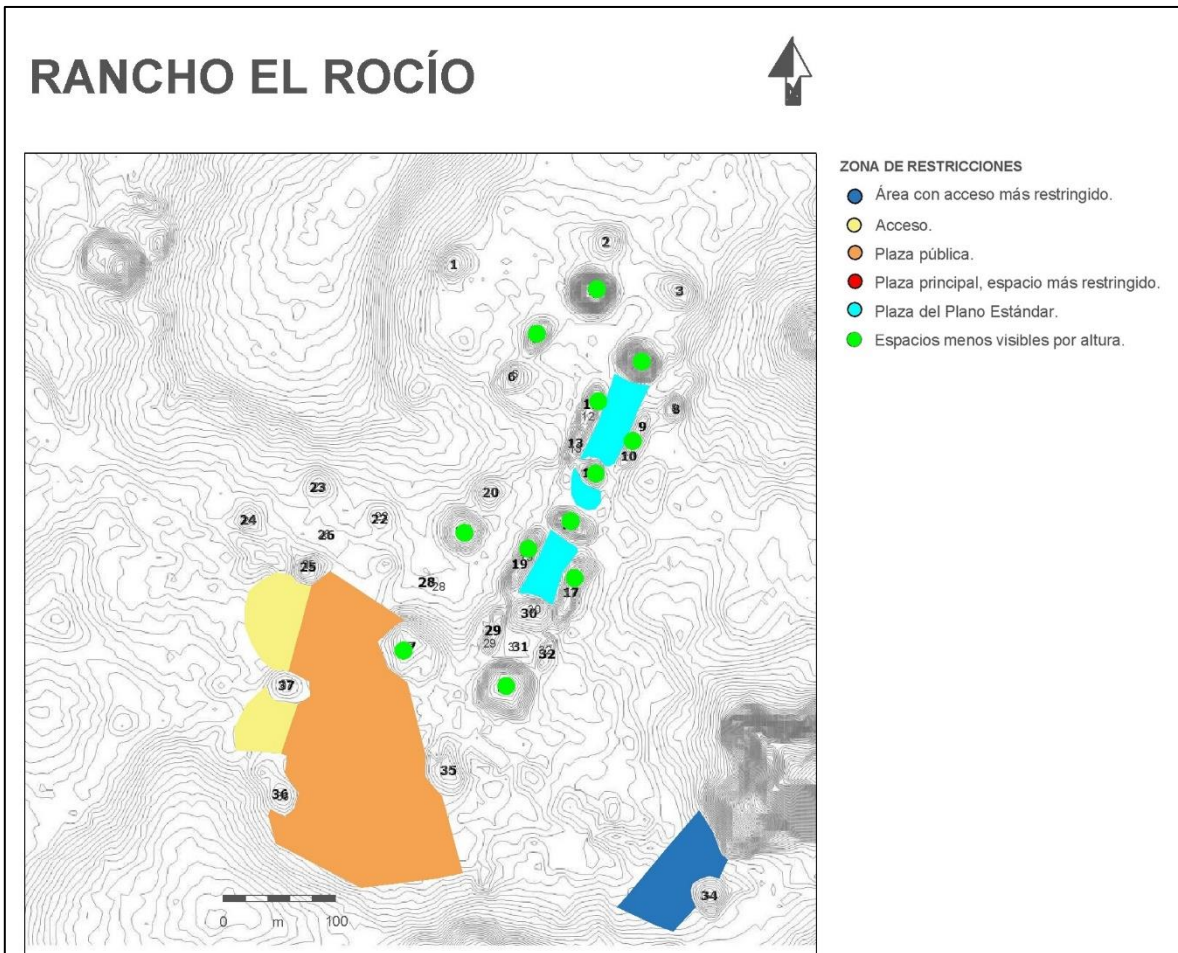 RANCHO EL ROCÍO
N
ZONA DE RESTRICCIONES
Área con acceso más restringido.
Acceso.
Plaza pública.
Plaza principal, espacio más restringido.
Plaza del Plano Estándar.
Espacios menos visibles por altura.
2
1
3
6
8
12
9
13
10
20
23
24
22
26
25
19
28
28
17
30
29
29
31
32
37
35
36
34
0 m 100